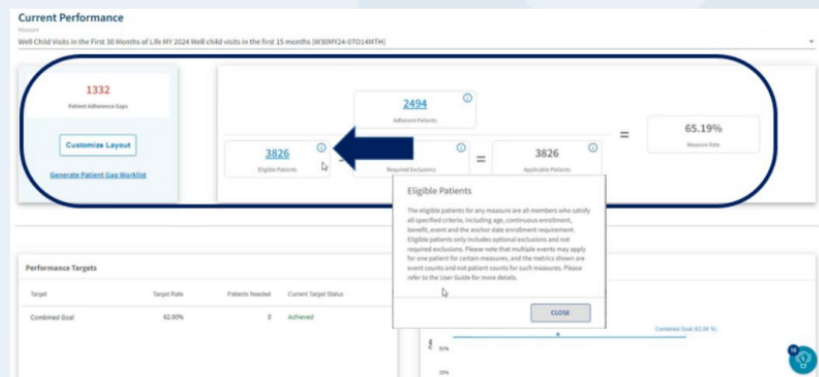 Current Performance
Measure
Well Child Visits in the First 30 Months of Life MY 2024 Well child visits in the first 15 months (W30MY24-0TO14MTH)
1332
Patient Adherence Gaps
Customize Layout
Generate Patient Gap Worklist
2494
Adherent Patients
3826
Eligible Patients
-
Required Exclusions
=
3826
Applicable Patients
=
65.19%
Measure Rate
Eligible Patients
The eligible patients for any measure are all members who satisfy
all specified criteria, including age, continuous enrollment,
benefit, event and the anchor date enrollment requirement.
Eligible patients only includes optional exclusions and not
required exclusions. Please note that multiple events may apply
for one patient for certain measures, and the metrics shown are
event counts and not patient counts for such measures. Please
refer to the User Guide for more details.
CLOSE
Performance Targets
Target Target Rate Patients Needed Current Target Status
Combined Goal 62.00% 0 Achieved
Combined Goal (62.00 %)
Rate